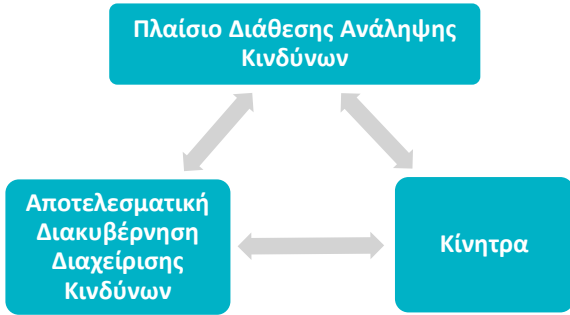 Πλαίσιο Διάθεσης Ανάληψης
Κινδύνων
Αποτελεσματική
Διακυβέρνηση
Διαχείρισης
Κινδύνων
Κίνητρα